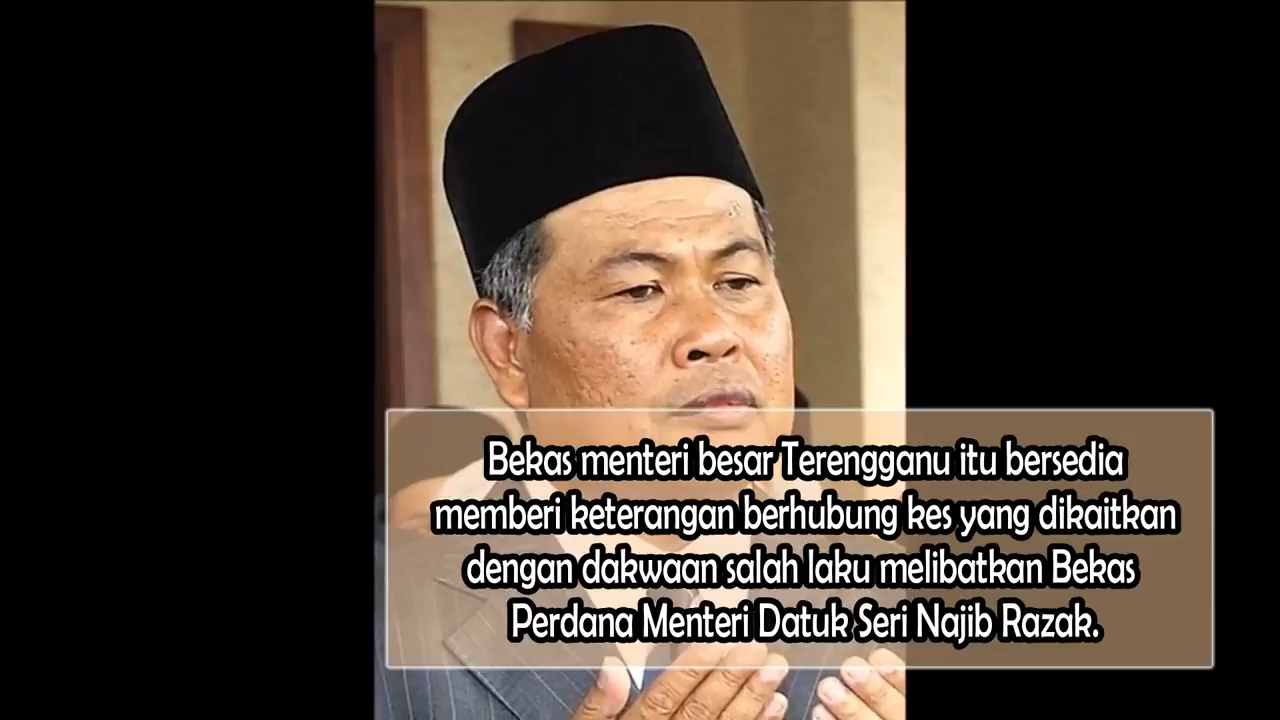 Bekas menteri besar Terengganu itu bersedia
memberi keterangan berhubung kes yang dikaitkan
dengan dakwaan salah laku melibatkan Bekas
Perdana Menteri Datuk Seri Najib Razak.